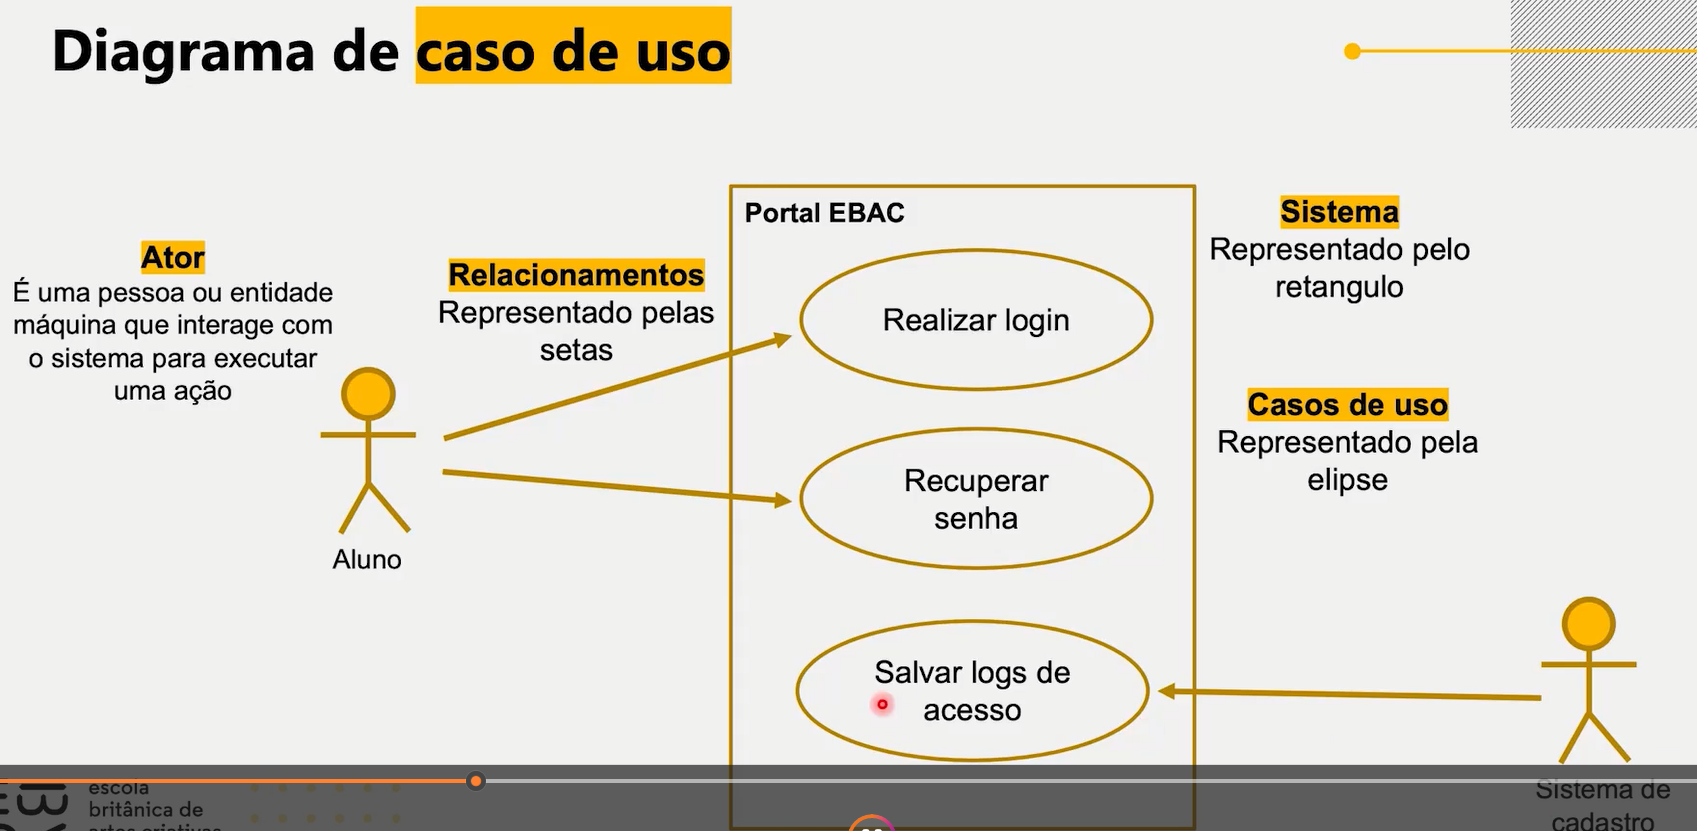 Diagrama de caso de uso
Ator
É uma pessoa ou entidade
máquina que interage com
o sistema para executar
uma ação
Aluno
Relacionamentos
Representado pelas
setas
Portal EBAC
Realizar login
Recuperar
senha
Salvar logs de
acesso
Sistema
Representado pelo
retangulo
Casos de uso
Representado pela
elipse
Sistema de
cadastro
escola
britânica de
artes criativas